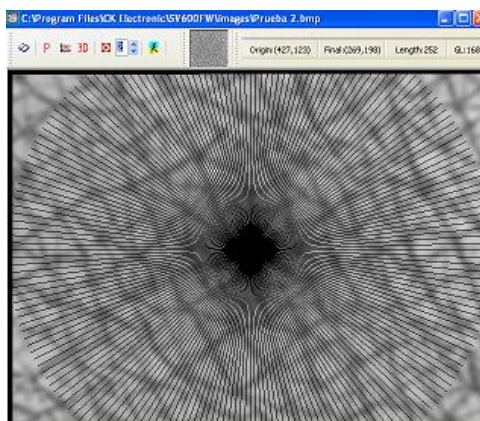 C:\Program Files\CK Electronic\SV600FW\Images\Prueba 2.bmp
P 3D Origin:(427,123) Final:(269,198) Length:252 GL:168